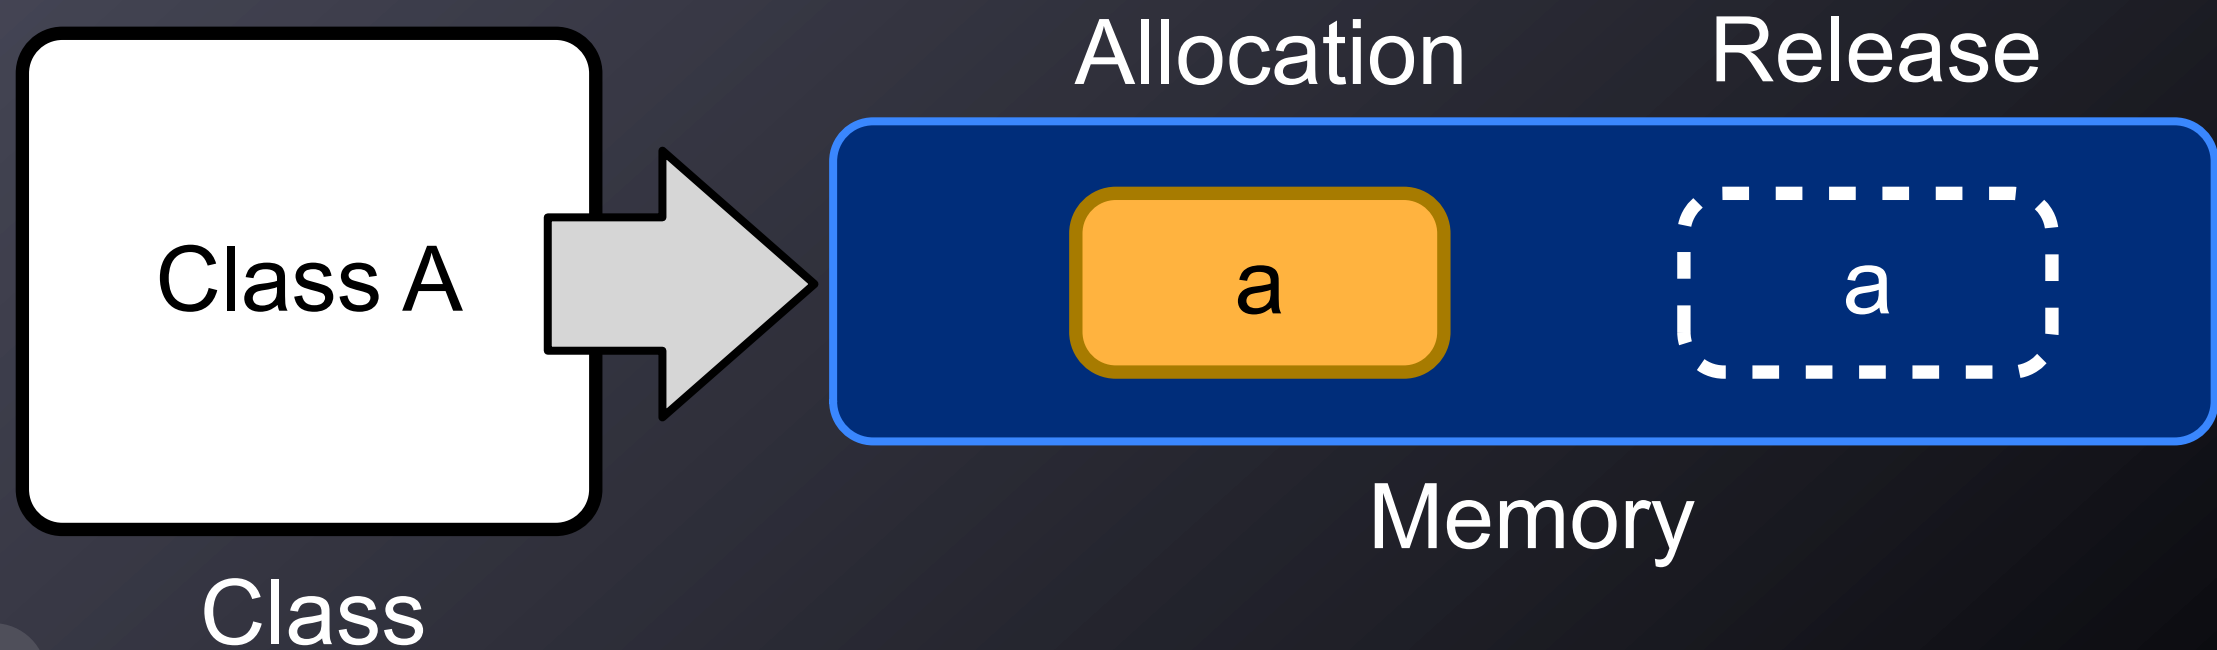 Allocation
Release
Class A
a
a
Memory
Class